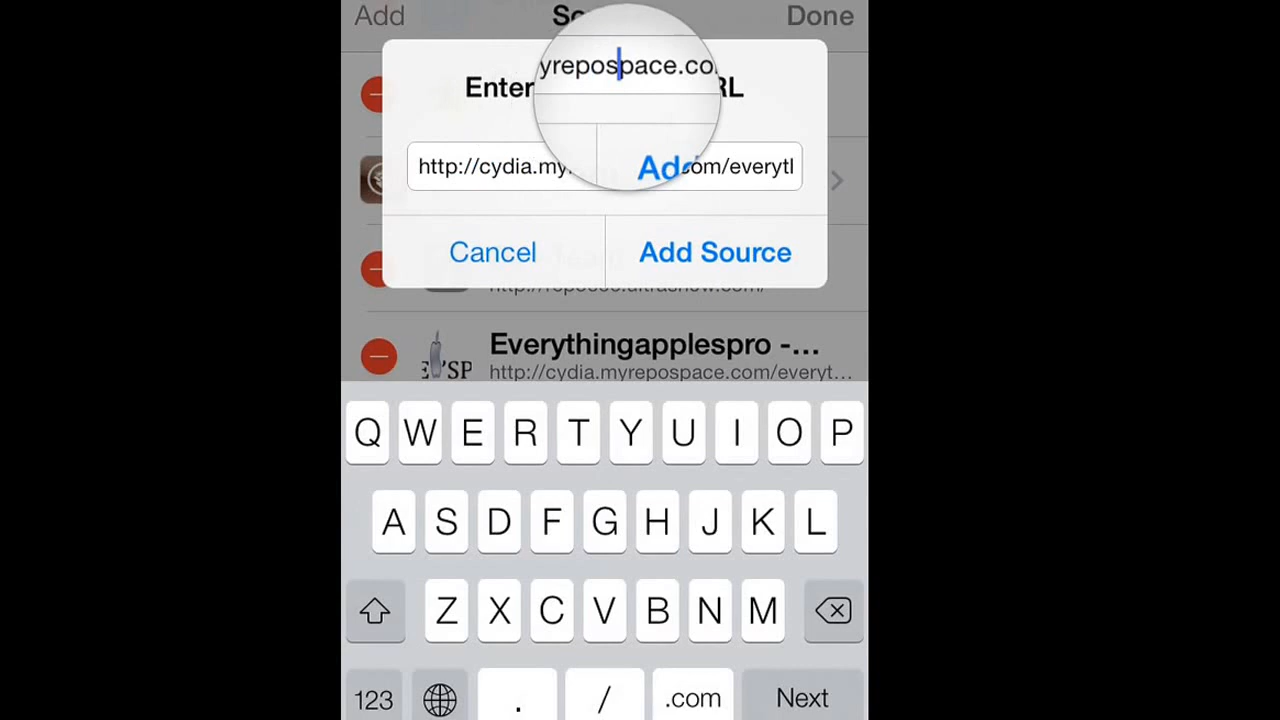 Add Done
yrepospace.co
Enter RL
http://cydia.my com/everytl
Add
Cancel Add Source
Everythingapplespro -...
http://cydia.myrepospace.com/everyt...
Q W E R T Y U I O P
A S D F G H J K L
Z X C V B N M
123 . / .com Next